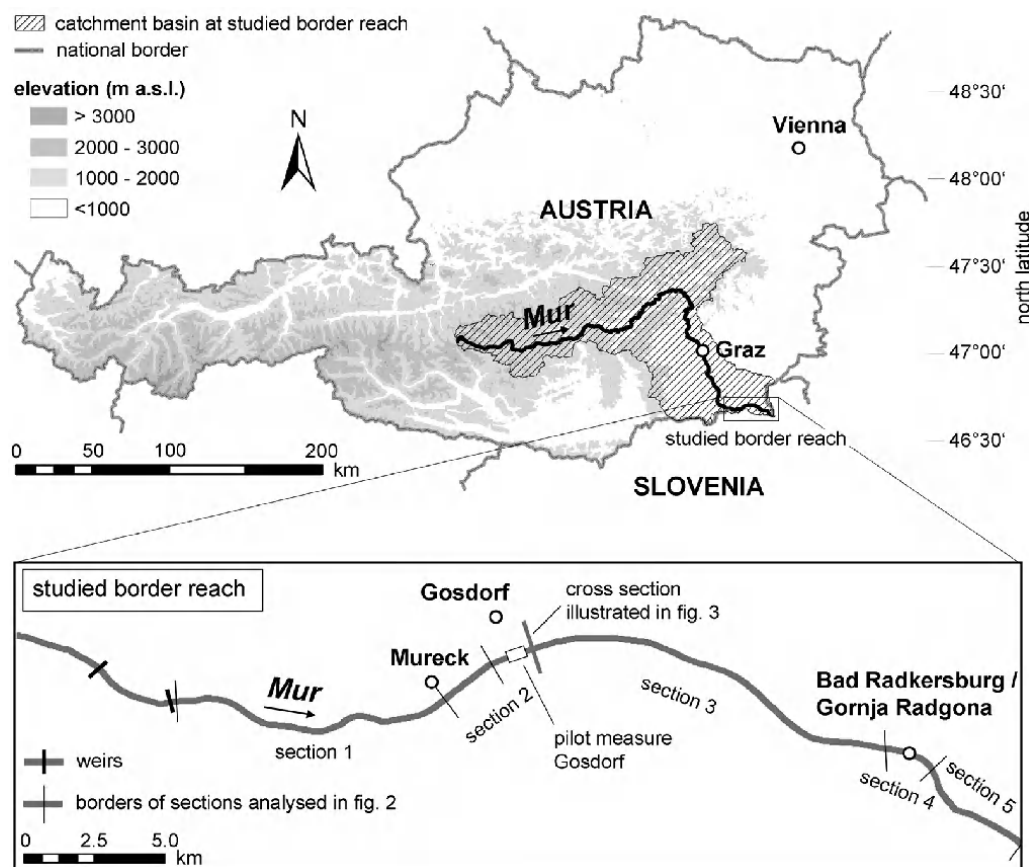 catchment basin at studied border reach
national border
elevation (m a.s.l.)
> 3000
2000 - 3000
1000 - 2000
<1000
N
Vienna
AUSTRIA
Mur
Graz
studied border reach
SLOVENIA
48°30‘
48°00‘
47°30‘
47°00‘
46°30‘
north latitude
0 50 100 200
km
studied border reach
Gosdorf
cross section
illustrated in fig. 3
Mureck
Mur
section 1
section 2
section 3
pilot measure
Gosdorf
Bad Radkersburg /
Gornja Radgona
section 4
section 5
weirs
borders of sections analysed in fig. 2
0 2.5 5.0
km